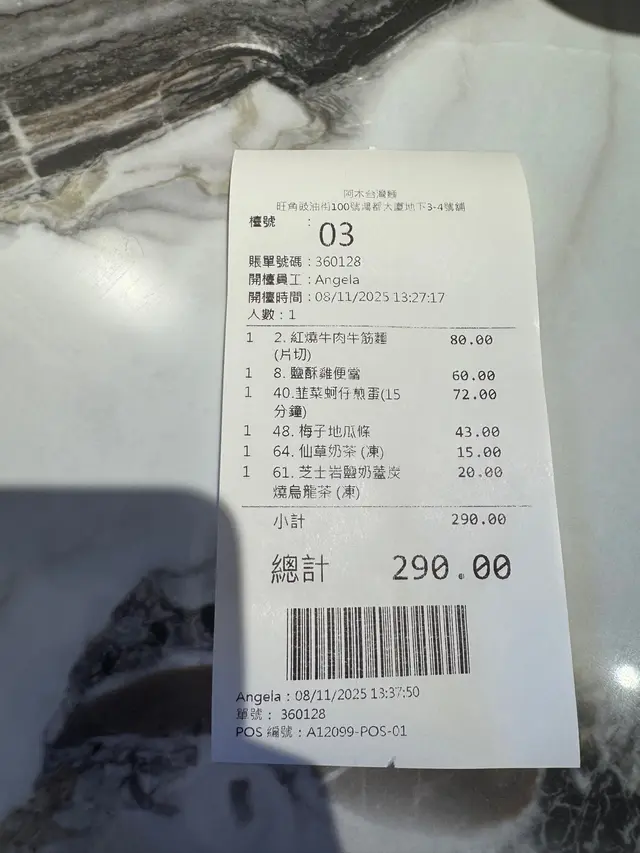 阿木台灣麵
旺角豉油街100號鴻都大廈地下3-4號舖
檯號 : 03
賬單號碼：360128
開檯員工：Angela
開檯時間：08/11/2025 13:27:17
人數：1
1 2. 紅燒牛肉牛筋麵 80.00
(片切)
1 8. 鹽酥雞便當 60.00
1 40.韮菜蚵仔煎蛋(15 72.00
分鐘)
1 48. 梅子地瓜條 43.00
1 64. 仙草奶茶 (凍) 15.00
1 61. 芝士岩鹽奶蓋炭 20.00
燒烏龍茶 (凍)
小計 290.00
總計 290.00
Angela：08/11/2025 13:37:50
單號： 360128
POS 編號：A12099-POS-01